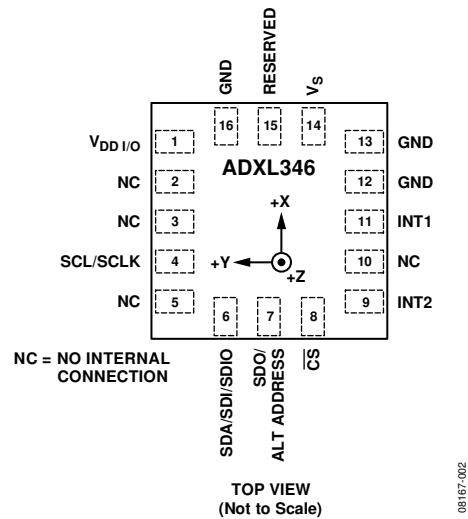 GND
RESERVED
VS
16
15
14
VDD I/O
1
ADXL346
13
GND
NC
2
12
GND
+X
NC
3
11
INT1
SCL/SCLK
4
+Y
+Z
10
NC
NC
5
9
INT2
6
7
8
NC = NO INTERNAL
CONNECTION
SDA/SDI/SDIO
SDO/
ALT ADDRESS
CS
TOP VIEW
(Not to Scale)
08167-002